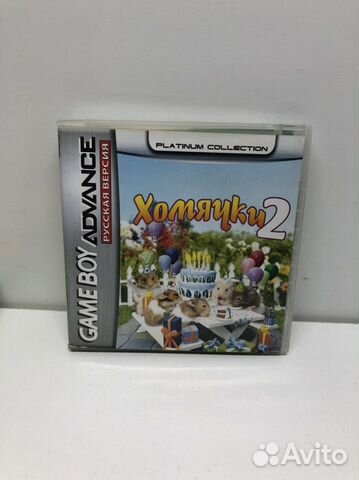 PLATINUM COLLECTION
GAME BOY ADVANCE
РУССКАЯ ВЕРСИЯ
Хомячки 2
Avito